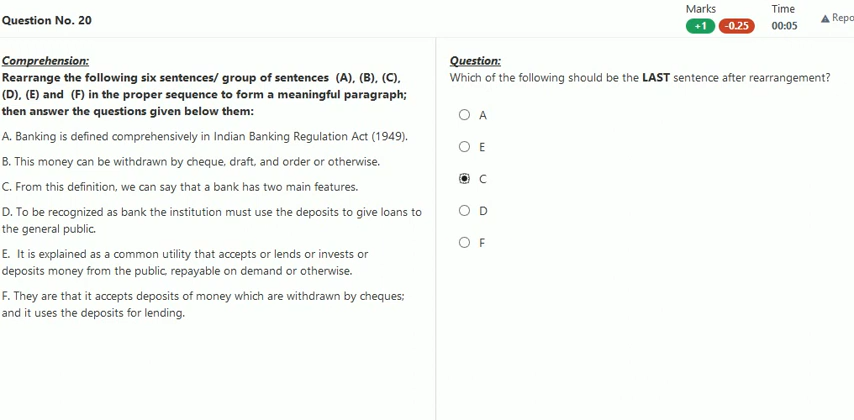 Question No. 20
Marks
Time
+1
-0.25
00:05
Repo
Comprehension:
Rearrange the following six sentences/ group of sentences (A), (B), (C),
(D), (E) and (F) in the proper sequence to form a meaningful paragraph;
then answer the questions given below them:
A. Banking is defined comprehensively in Indian Banking Regulation Act (1949).
B. This money can be withdrawn by cheque, draft, and order or otherwise.
C. From this definition, we can say that a bank has two main features.
D. To be recognized as bank the institution must use the deposits to give loans to
the general public.
E. It is explained as a common utility that accepts or lends or invests or
deposits money from the public, repayable on demand or otherwise.
F. They are that it accepts deposits of money which are withdrawn by cheques;
and it uses the deposits for lending.
Question:
Which of the following should be the LAST sentence after rearrangement?
A
E
C
D
F